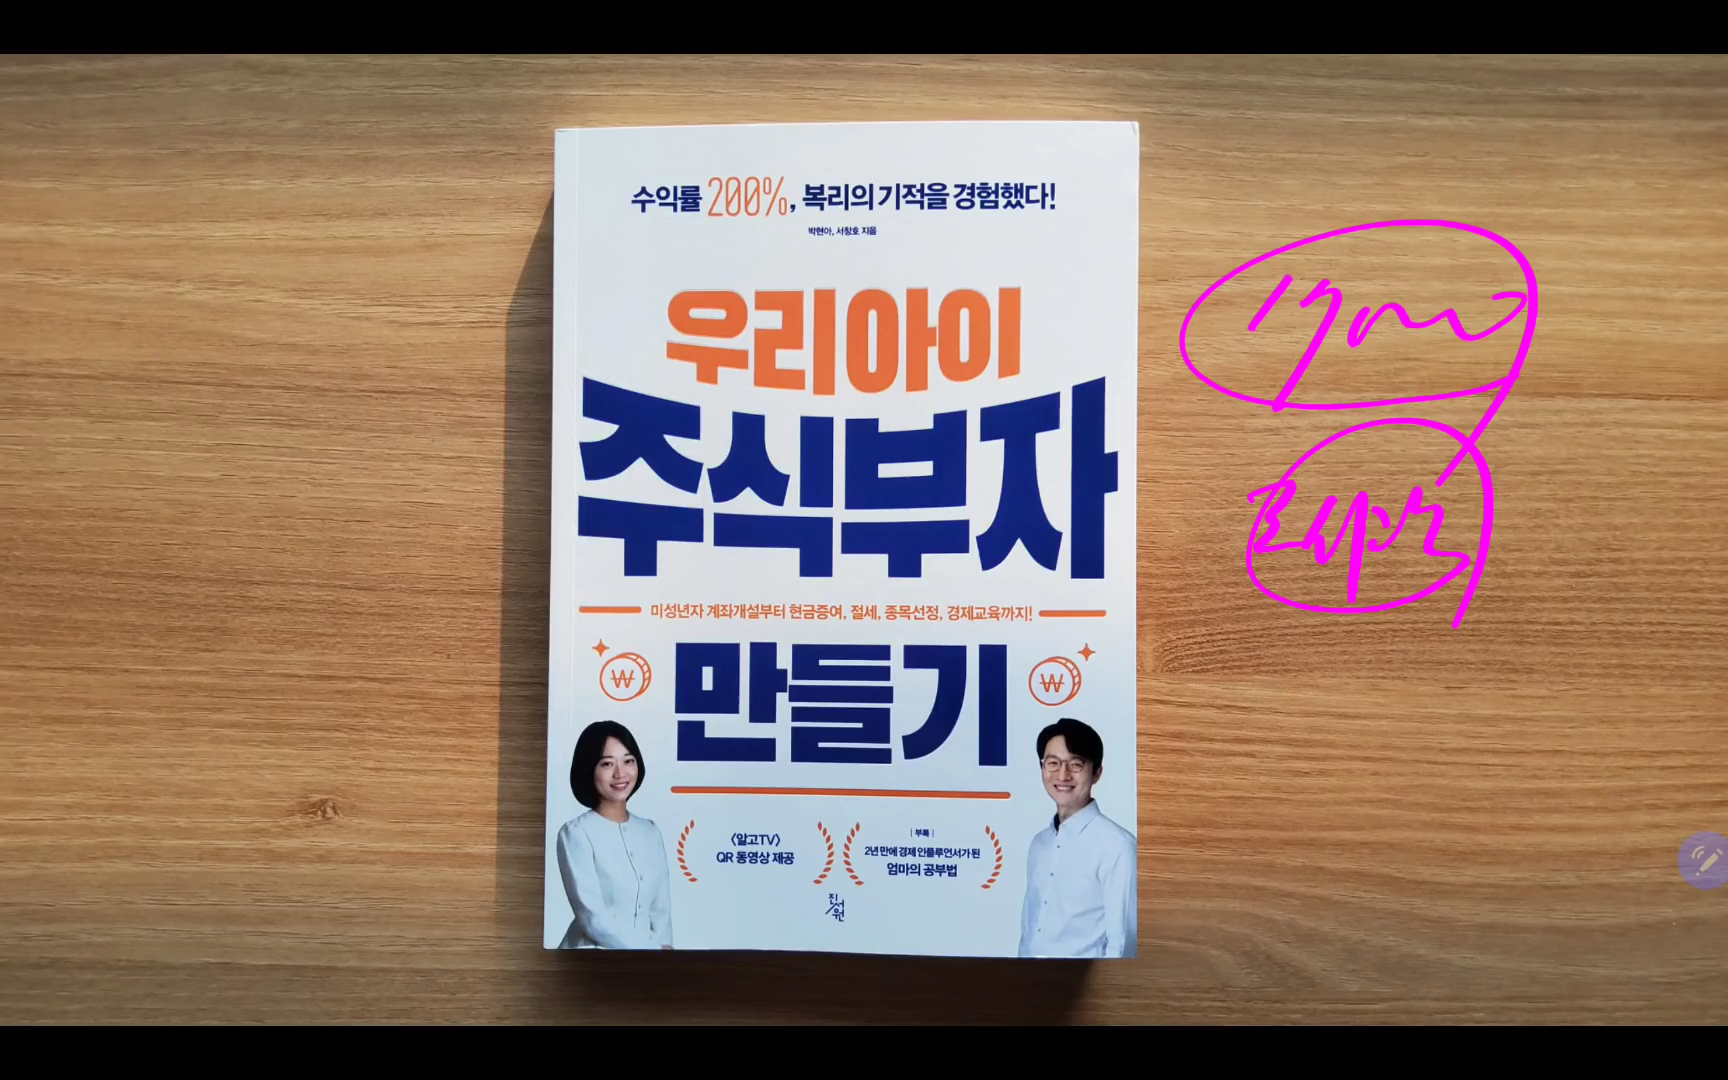 수익률 200%, 복리의 기적을 경험했다!
박현아, 서창호 지음
우리아이
주식부자
미성년자 계좌개설부터 현금증여, 절세, 종목선정, 경제교육까지!
만들기
〈알고TV〉
QR 동영상 제공
| 부록 |
2년 만에 경제 인플루언서가 된
엄마의 공부법
진서원